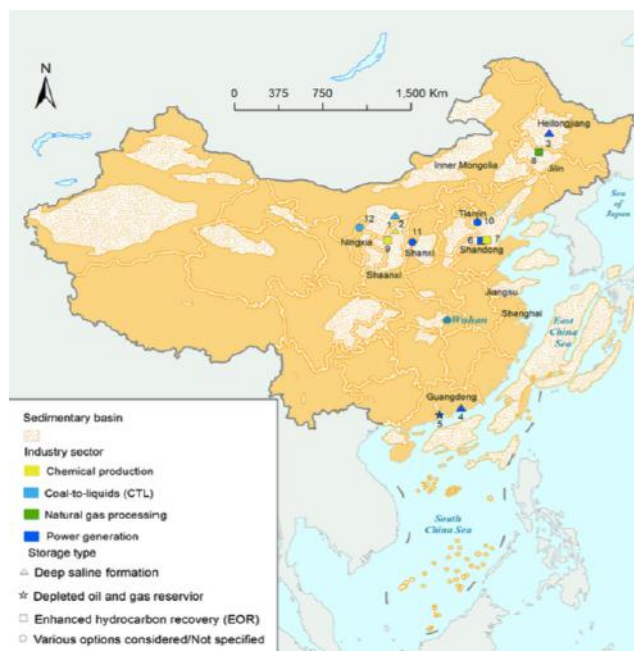 N
0 375 750 1,500 Km
Heilongjiang
3
8
Jilin
Inner Mongolia
Sea
of
Japan
12
1
2
Tianjin
10
11
Ningxia
9
Shanxi
6
7
Shandong
Shaanxi
Jiangsu
Wuhan
Shanghai
East
China
Sea
Guangdong
5
4
South
China Sea
Sedimentary basin
Industry sector
Chemical production
Coal-to-liquids (CTL)
Natural gas processing
Power generation
Storage type
Deep saline formation
Depleted oil and gas reservior
Enhanced hydrocarbon recovery (EOR)
Various options considered/Not specified